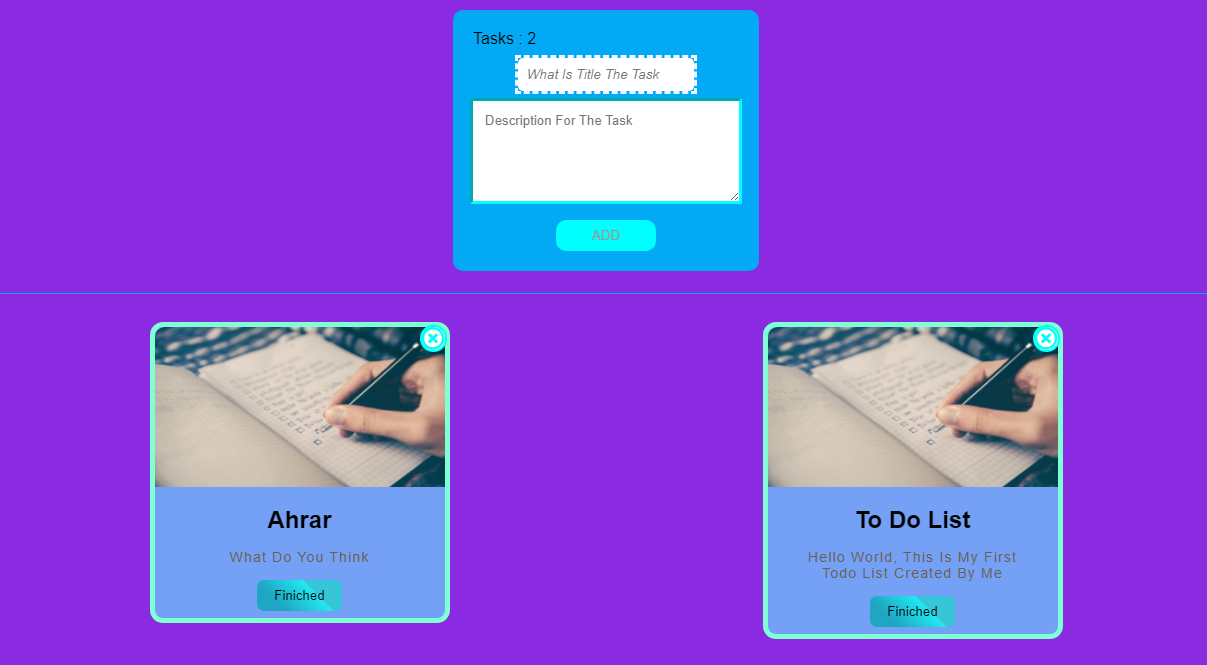 Tasks : 2
What Is Title The Task
Description For The Task
ADD
Ahrar
What Do You Think
Finiched
To Do List
Hello World, This Is My First
Todo List Created By Me
Finiched